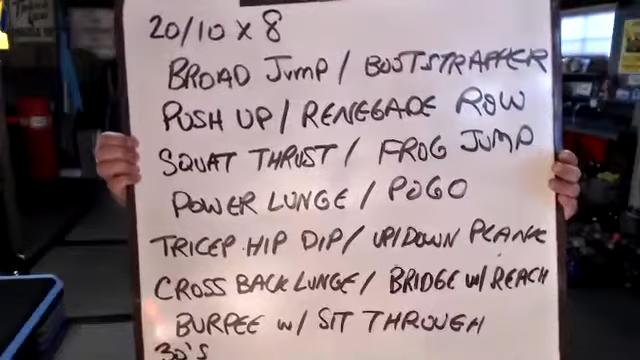 20/10 x 8
BROAD JUMP / BOOTSTRAPPER
PUSH UP / RENEGADE ROW
SQUAT THRUST / FROG JUMP
POWER LUNGE / POGO
TRICEP HIP DIP / UP/DOWN PLANK
CROSS BACK LUNGE / BRIDGE W/ REACH
BURPEE W/ SIT THROUGH
30'S